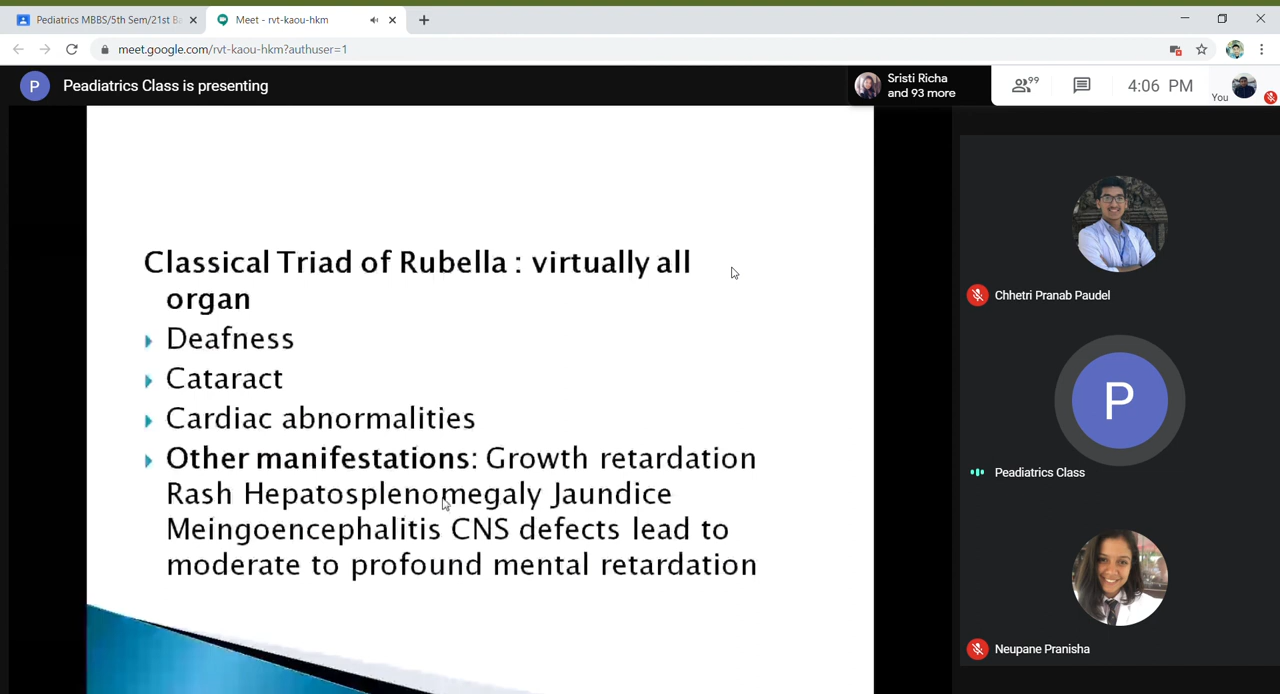 Pediatrics MBBS/5th Sem/21st Ba
Meet - rvt-kaou-hkm
meet.google.com/rvt-kaou-hkm?authuser=1
P
Peadiatrics Class is presenting
Sristi Richa
and 93 more
99
4:06 PM
You
Classical Triad of Rubella : virtually all
organ
Deafness
Cataract
Cardiac abnormalities
Other manifestations: Growth retardation
Rash Hepatosplenomegaly Jaundice
Meingoencephalitis CNS defects lead to
moderate to profound mental retardation
Chhetri Pranab Paudel
P
Peadiatrics Class
Neupane Pranisha